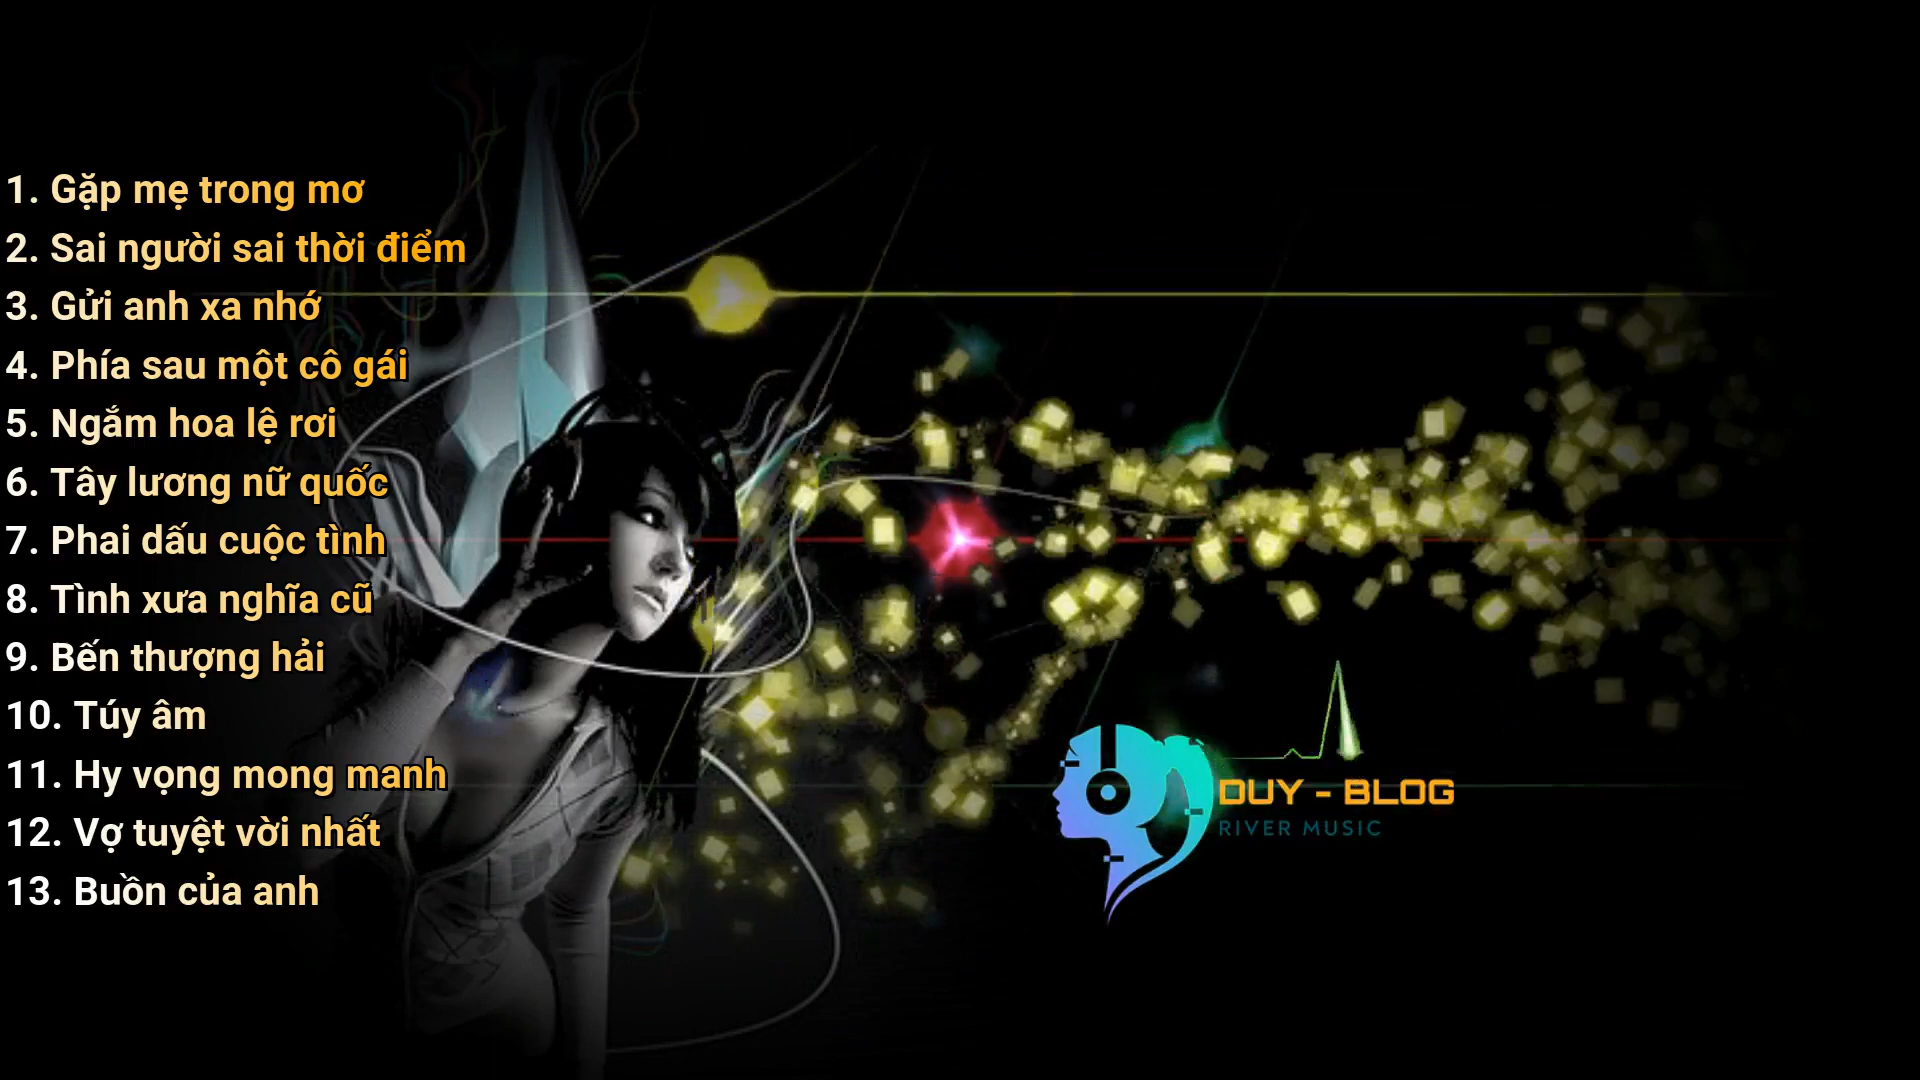 1. Gặp mẹ trong mơ
2. Sai người sai thời điểm
3. Gửi anh xa nhớ
4. Phía sau một cô gái
5. Ngắm hoa lệ rơi
6. Tây lương nữ quốc
7. Phai dấu cuộc tình
8. Tình xưa nghĩa cũ
9. Bến thượng hải
10. Túy âm
11. Hy vọng mong manh
12. Vợ tuyệt vời nhất
13. Buồn của anh
DUY - BLOG
RIVER MUSIC